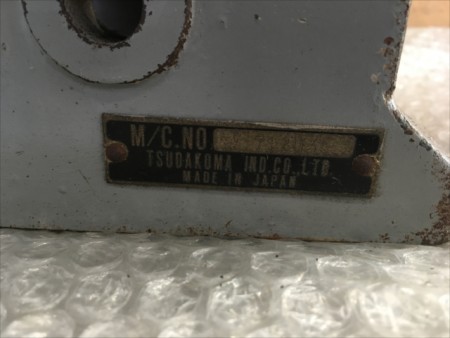 M/C.NO
TSUDAKOMA IND.CO.,LTD.
MADE IN JAPAN